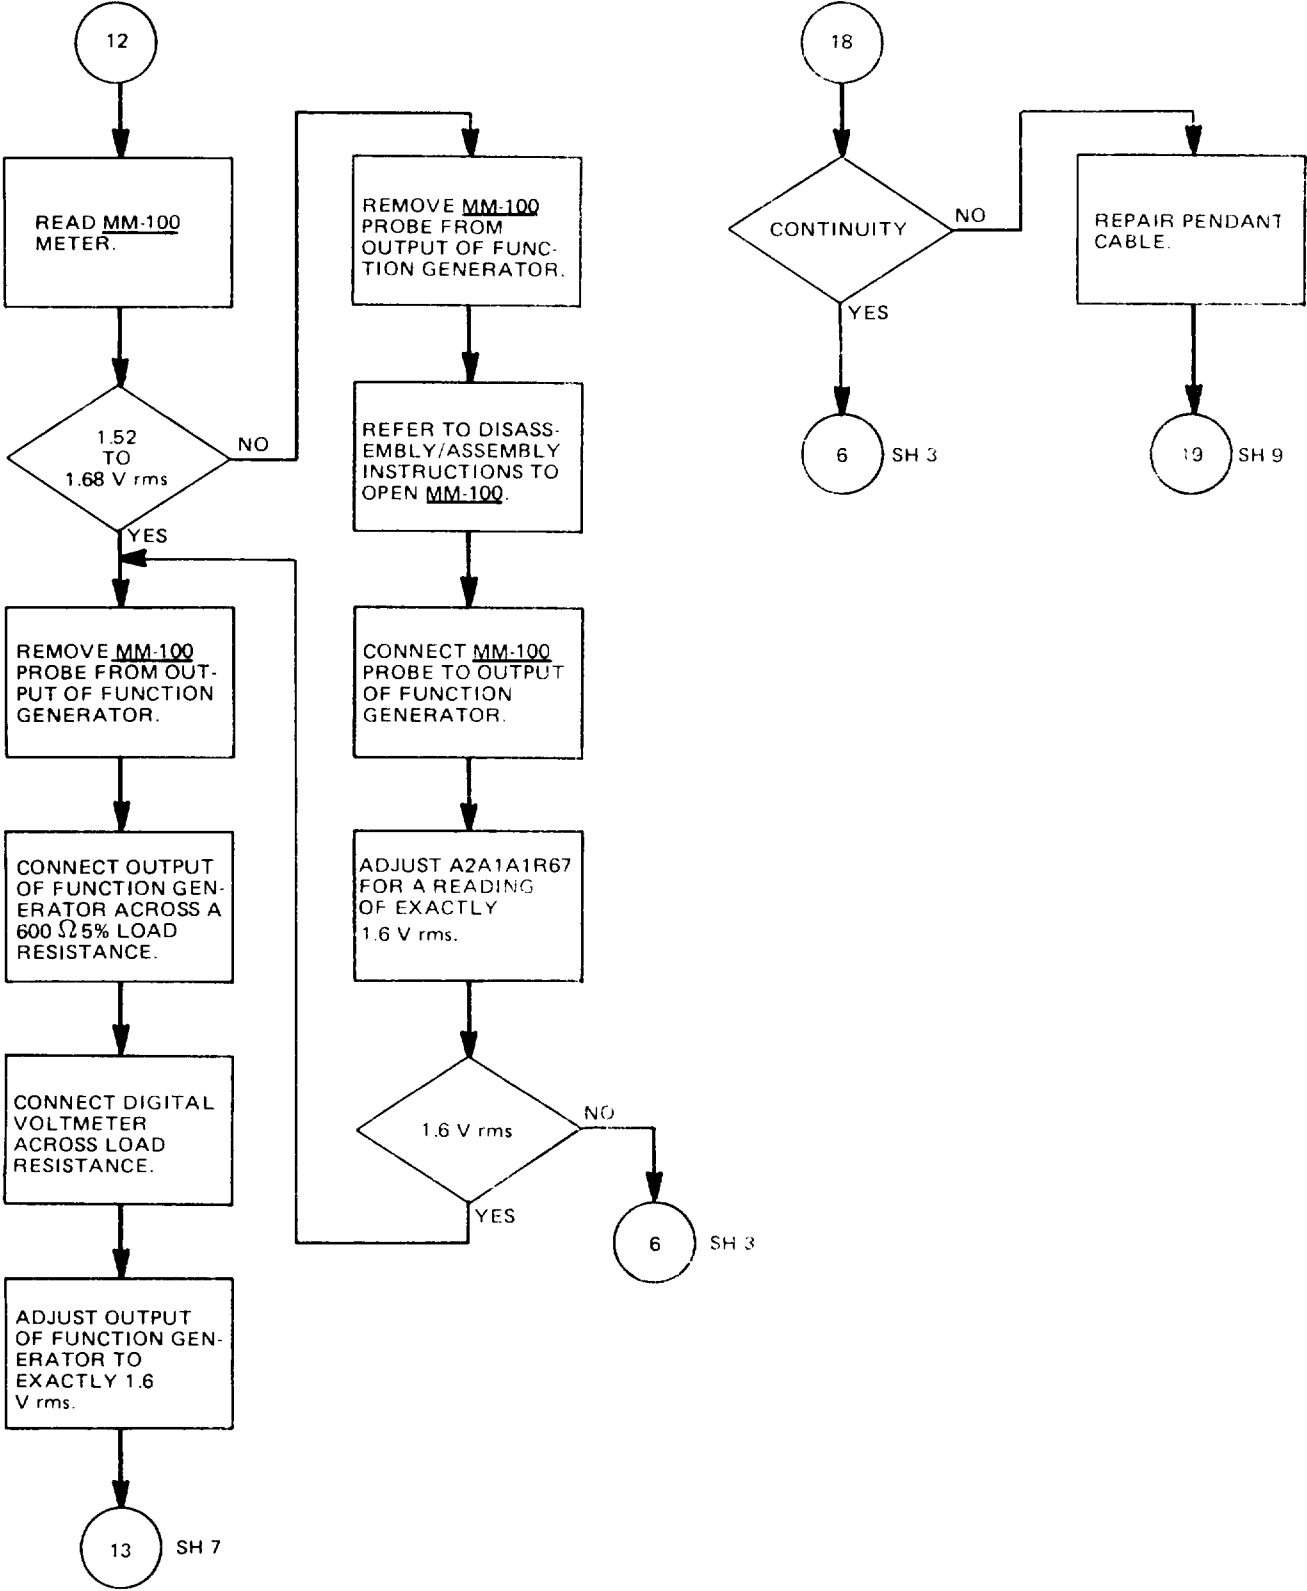 12
READ MM-100
METER.
1.52
TO
1.68 V rms
NO
YES
REMOVE MM-100
PROBE FROM OUT-
PUT OF FUNCTION
GENERATOR.
CONNECT OUTPUT
OF FUNCTION GEN-
ERATOR ACROSS A
600 Ω 5% LOAD
RESISTANCE.
CONNECT DIGITAL
VOLTMETER
ACROSS LOAD
RESISTANCE.
ADJUST OUTPUT
OF FUNCTION GEN-
ERATOR TO
EXACTLY 1.6
V rms.
13 SH 7
REMOVE MM-100
PROBE FROM
OUTPUT OF FUNC-
TION GENERATOR.
REFER TO DISASS-
EMBLY/ASSEMBLY
INSTRUCTIONS TO
OPEN MM-100.
CONNECT MM-100
PROBE TO OUTPUT
OF FUNCTION
GENERATOR.
ADJUST A2A1A1R67
FOR A READING
OF EXACTLY
1.6 V rms.
1.6 V rms
NO
YES
6 SH 3
18
CONTINUITY
NO
YES
6 SH 3
REPAIR PENDANT
CABLE.
19 SH 9